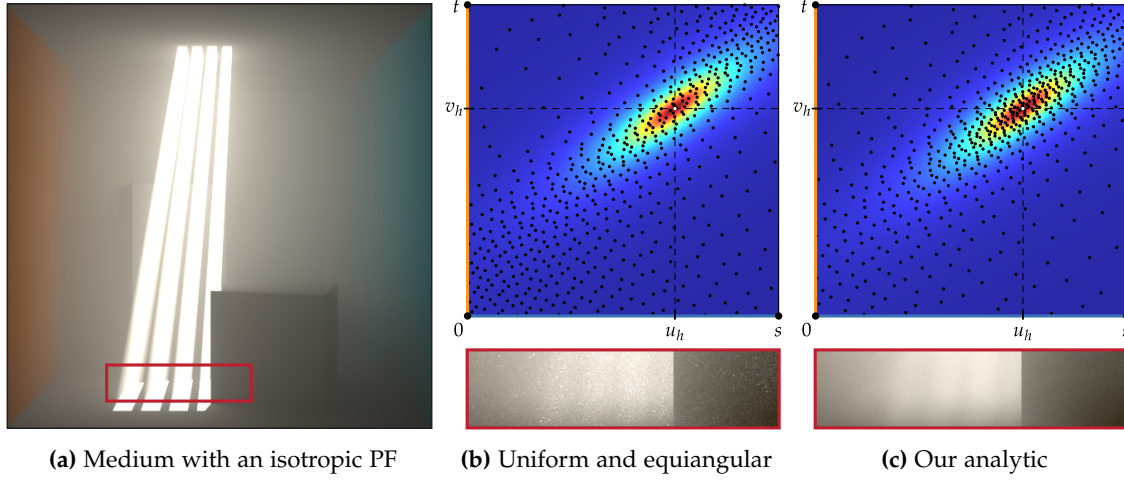 t
v_h
0
u_h
s
t
v_h
0
u_h
(a) Medium with an isotropic PF
(b) Uniform and equiangular
(c) Our analytic